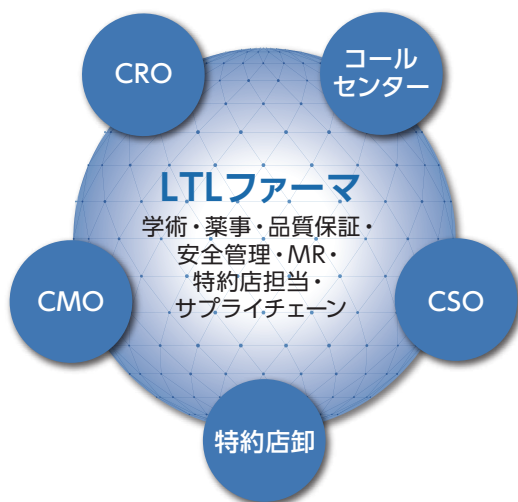 CRO
コール
センター
LTLファーマ
学術・薬事・品質保証・
安全管理・MR・
特約店担当・
サプライチェーン
CMO
CSO
特約店卸